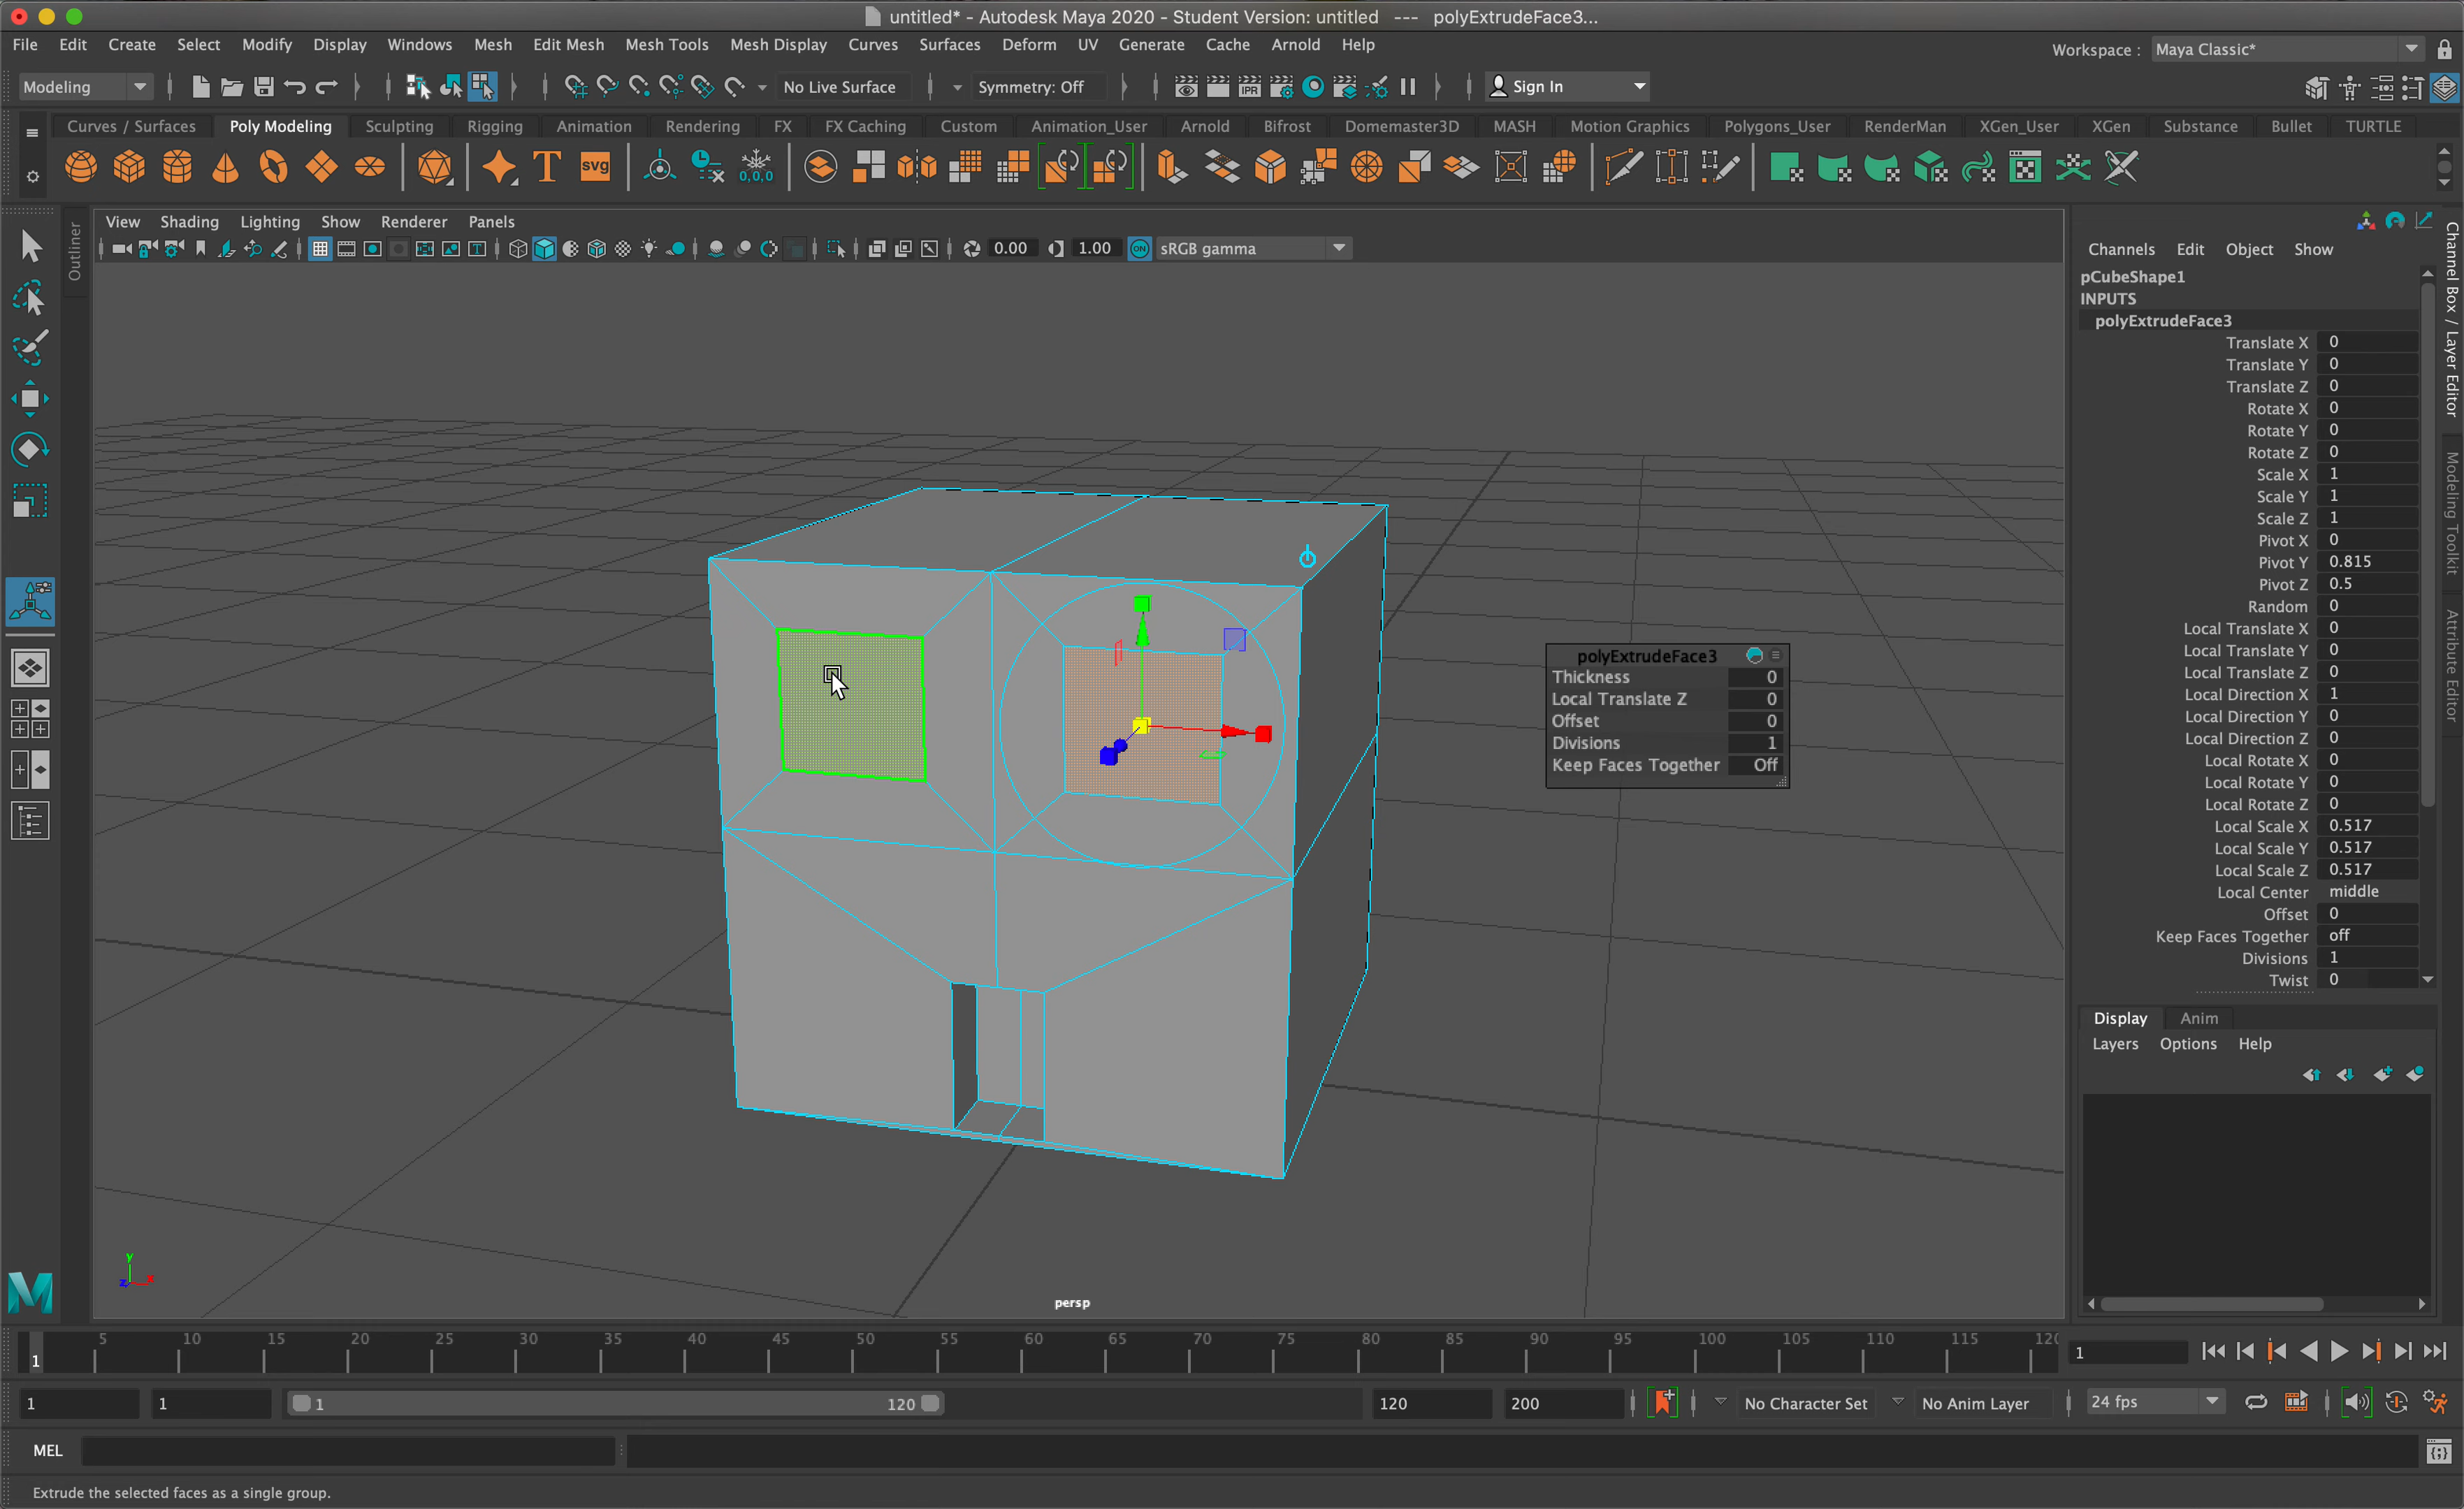 untitled* - Autodesk Maya 2020 - Student Version: untitled --- polyExtrudeFace3...
File Edit Create Select Modify Display Windows Mesh Edit Mesh Mesh Tools Mesh Display Curves Surfaces Deform UV Generate Cache Arnold Help
Workspace : Maya Classic*
Modeling No Live Surface Symmetry: Off IPR Sign In
Curves / Surfaces Poly Modeling Sculpting Rigging Animation Rendering FX FX Caching Custom Animation_User Arnold Bifrost Domemaster3D MASH Motion Graphics Polygons_User RenderMan XGen_User XGen Substance Bullet TURTLE
T svg 0,0,0
Outliner
View Shading Lighting Show Renderer Panels
0.00 1.00 ON sRGB gamma
polyExtrudeFace3
Thickness 0
Local Translate Z 0
Offset 0
Divisions 1
Keep Faces Together Off
y
z x
persp
Channels Edit Object Show
pCubeShape1
INPUTS
polyExtrudeFace3
Translate X 0
Translate Y 0
Translate Z 0
Rotate X 0
Rotate Y 0
Rotate Z 0
Scale X 1
Scale Y 1
Scale Z 1
Pivot X 0
Pivot Y 0.815
Pivot Z 0.5
Random 0
Local Translate X 0
Local Translate Y 0
Local Translate Z 0
Local Direction X 1
Local Direction Y 0
Local Direction Z 0
Local Rotate X 0
Local Rotate Y 0
Local Rotate Z 0
Local Scale X 0.517
Local Scale Y 0.517
Local Scale Z 0.517
Local Center middle
Offset 0
Keep Faces Together off
Divisions 1
Twist 0
Channel Box / Layer Editor
Modeling Toolkit
Attribute Editor
Display Anim
Layers Options Help
M
5 10 15 20 25 30 35 40 45 50 55 60 65 70 75 80 85 90 95 100 105 110 115 120
1 1
1 1 1 120 120 200 No Character Set No Anim Layer 24 fps
MEL
Extrude the selected faces as a single group.